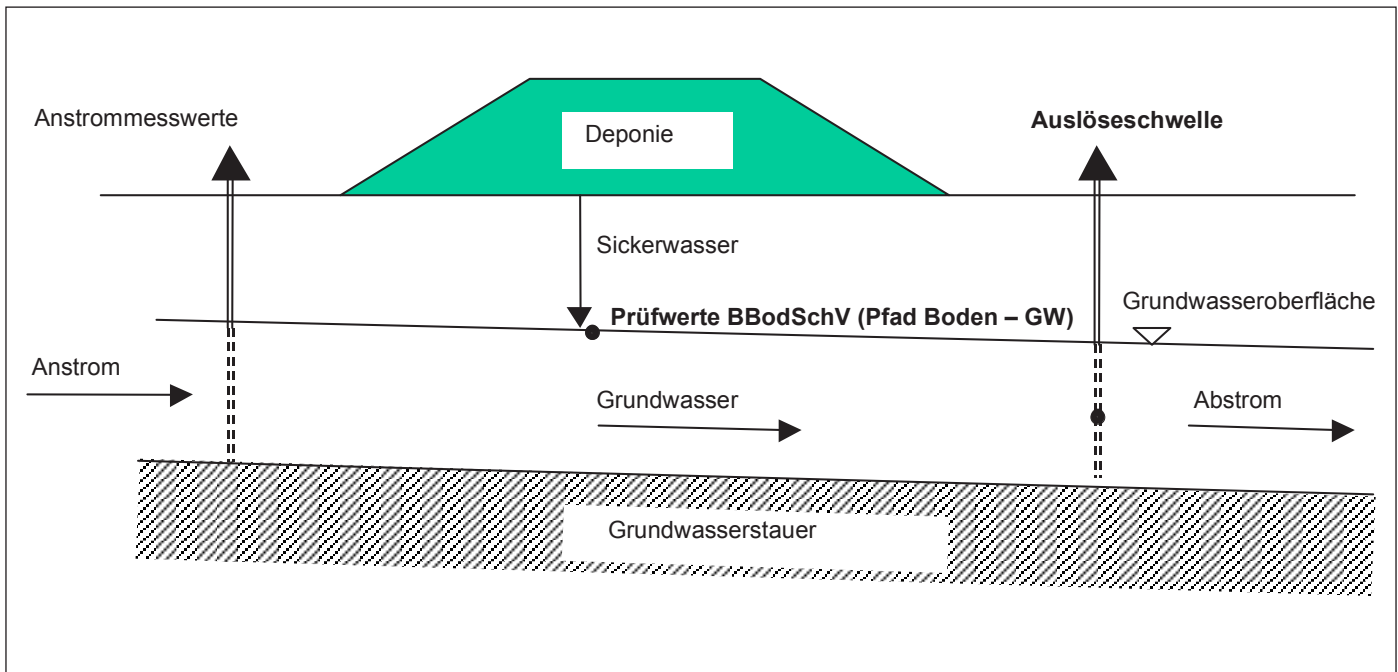 Anstrommesswerte
Deponie
Auslöseschwelle
Sickerwasser
Grundwasseroberfläche
Prüfwerte BBodSchV (Pfad Boden – GW)
Anstrom
Grundwasser
Abstrom
Grundwasserstauer